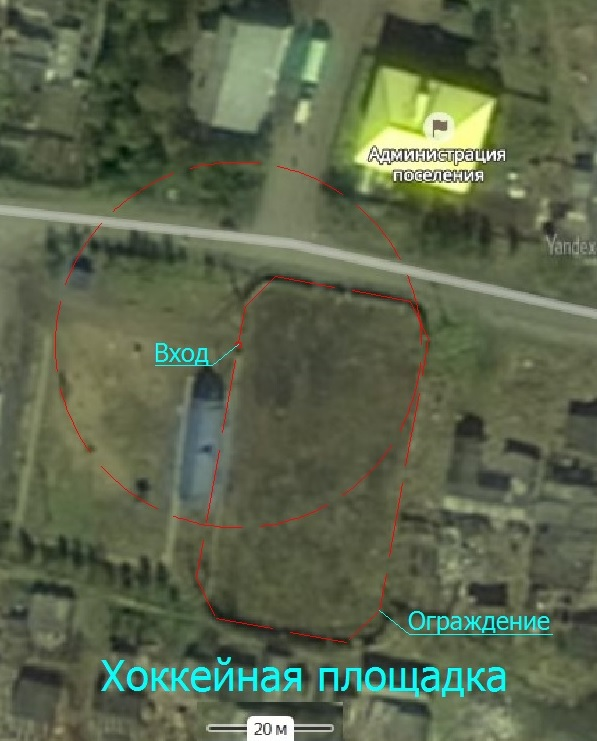 Администрация
поселения
Yandex
Вход
Ограждение
Хоккейная площадка
20 м